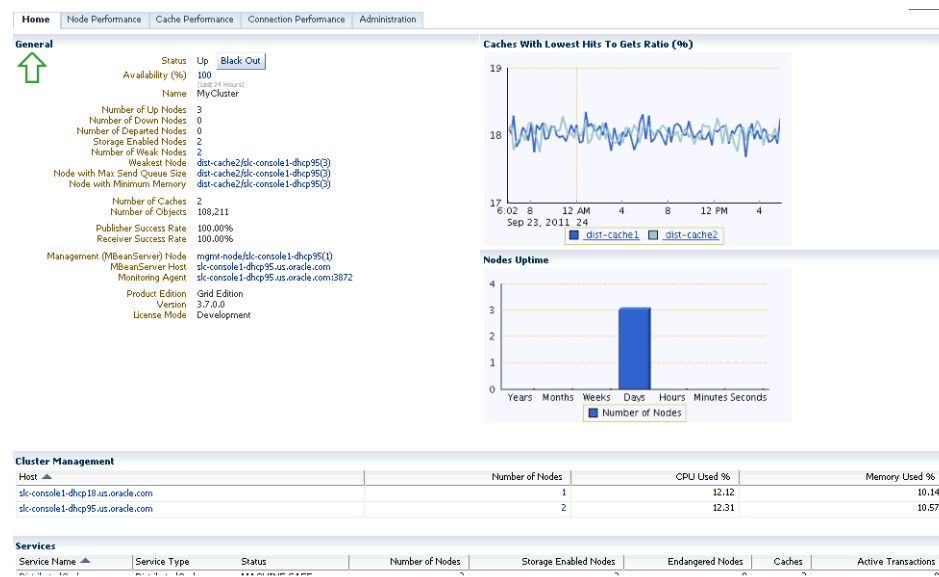 Home Node Performance Cache Performance Connection Performance Administration
General
Status Up Black Out
Availability (%) 100
(Last 24 Hours)
Name MyCluster
Number of Up Nodes 3
Number of Down Nodes 0
Number of Departed Nodes 0
Storage Enabled Nodes 2
Number of Weak Nodes 2
Weakest Node dist-cache2/slc-console1-dhcp95(3)
Node with Max Send Queue Size dist-cache2/slc-console1-dhcp95(3)
Node with Minimum Memory dist-cache2/slc-console1-dhcp95(3)
Number of Caches 2
Number of Objects 108,211
Publisher Success Rate 100.00%
Receiver Success Rate 100.00%
Management (MBeanServer) Node mgmt-node/slc-console1-dhcp95(1)
MBeanServer Host slc-console1-dhcp95.us.oracle.com
Monitoring Agent slc-console1-dhcp95.us.oracle.com:3872
Product Edition Grid Edition
Version 3.7.0.0
License Mode Development
Caches With Lowest Hits To Gets Ratio (%)
19
18
17
6:02 8 12 AM 4 8 12 PM 4
Sep 23, 2011 24
dist-cache1 dist-cache2
Nodes Uptime
4
3
2
1
0
Years Months Weeks Days Hours Minutes Seconds
Number of Nodes
Cluster Management
Host Number of Nodes CPU Used % Memory Used %
slc-console1-dhcp18.us.oracle.com 1 12.12 10.14
slc-console1-dhcp95.us.oracle.com 2 12.31 10.57
Services
Service Name Service Type Status Number of Nodes Storage Enabled Nodes Endangered Nodes Caches Active Transactions